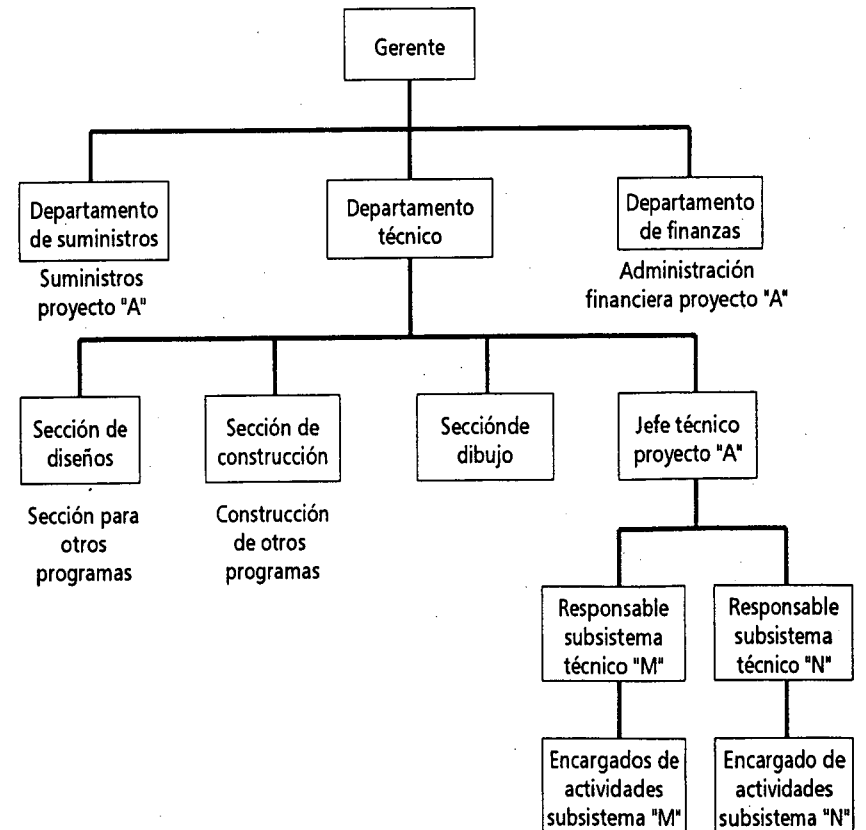 Gerente
Departamento
de suministros
Suministros
proyecto "A"
Departamento
técnico
Departamento
de finanzas
Administración
financiera proyecto "A"
Sección de
diseños
Sección para
otros
programas
Sección de
construcción
Construcción
de otros
programas
Secciónde
dibujo
Jefe técnico
proyecto "A"
Responsable
subsistema
técnico "M"
Responsable
subsistema
técnico "N"
Encargados de
actividades
subsistema "M"
Encargado de
actividades
subsistema "N"